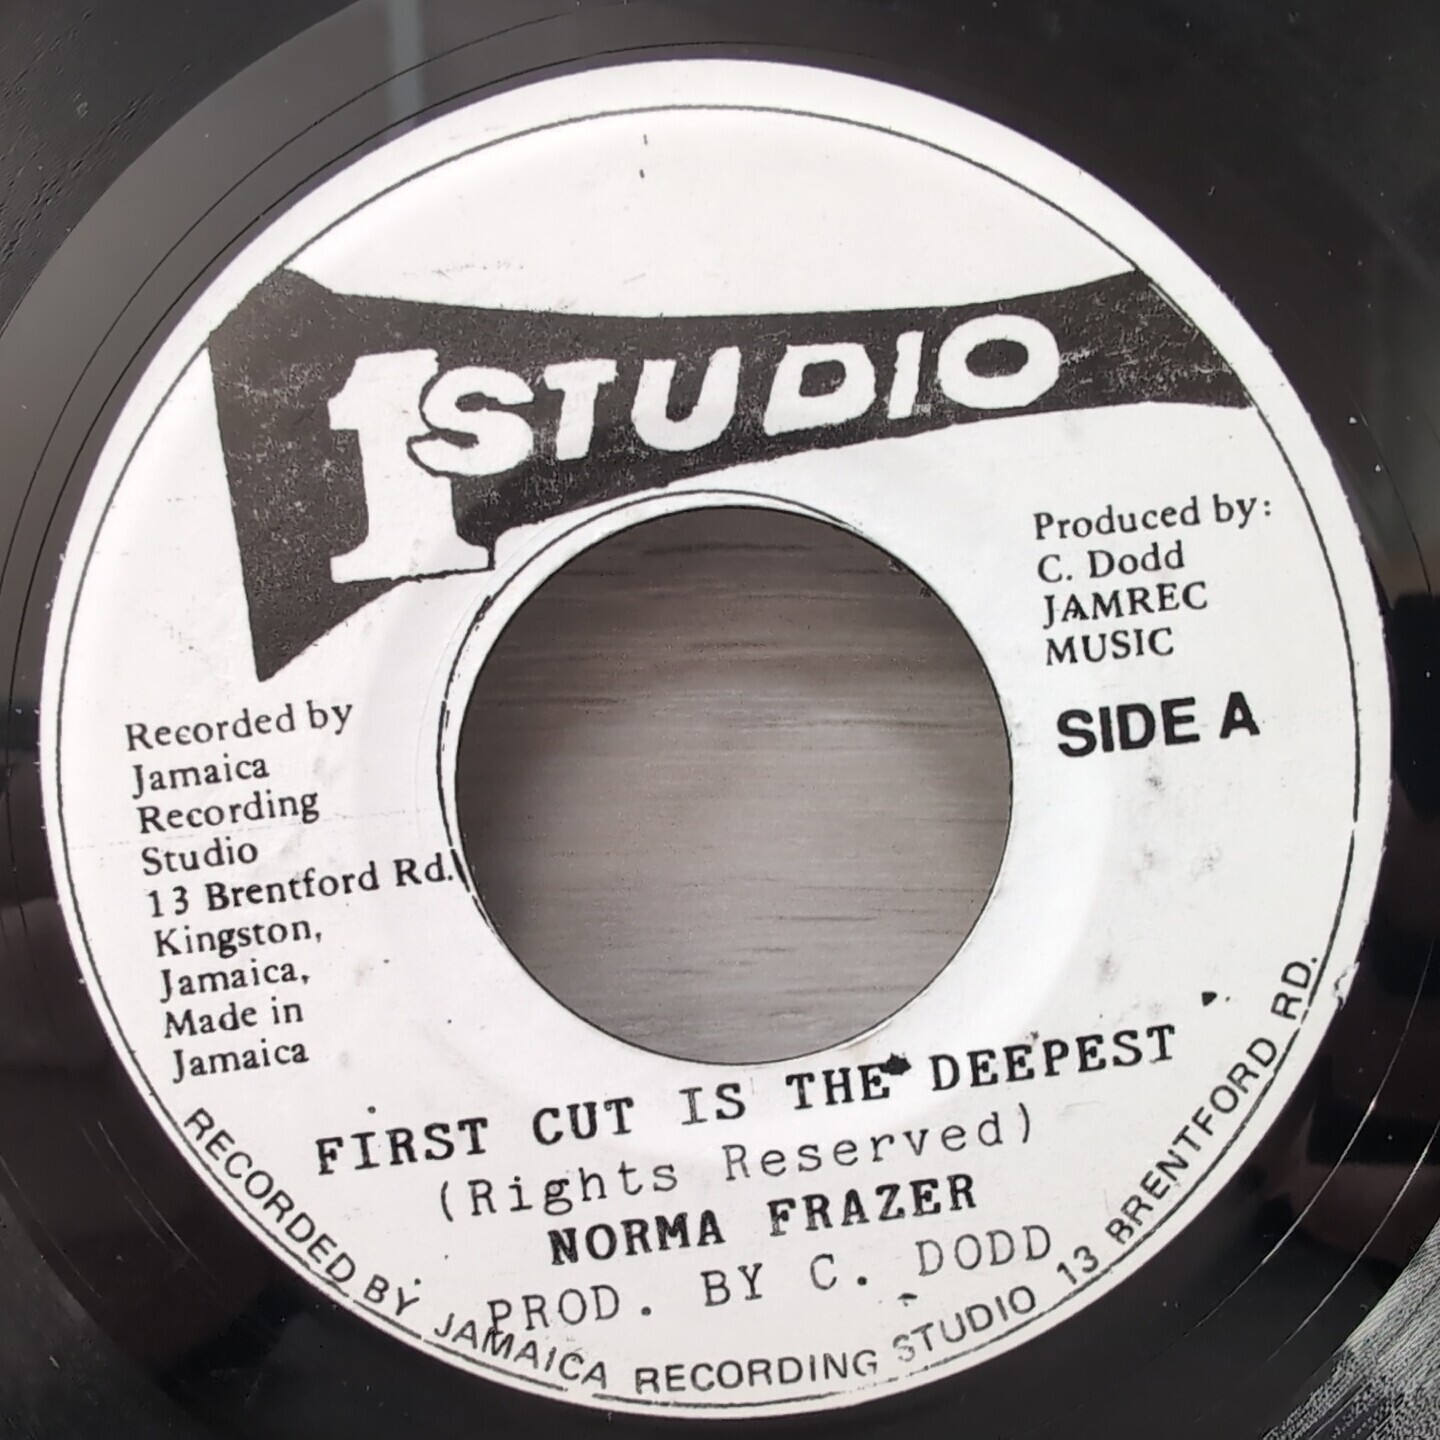 1 STUDIO
Produced by:
C. Dodd
JAMREC
MUSIC
SIDE A
Recorded by
Jamaica
Recording
Studio
13 Brentford Rd.
Kingston,
Jamaica,
Made in
Jamaica
FIRST CUT IS THE DEEPEST
(Rights Reserved)
NORMA FRAZER
PROD. BY C. DODD
RECORDED BY JAMAICA RECORDING STUDIO 13 BRENTFORD RD.